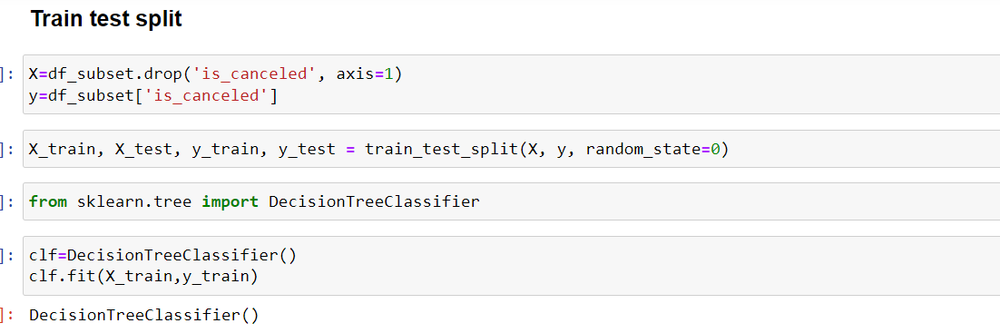 Train test split
]: X=df_subset.drop('is_canceled', axis=1)
y=df_subset['is_canceled']
]: X_train, X_test, y_train, y_test = train_test_split(X, y, random_state=0)
]: from sklearn.tree import DecisionTreeClassifier
]: clf=DecisionTreeClassifier()
clf.fit(X_train,y_train)
]: DecisionTreeClassifier()